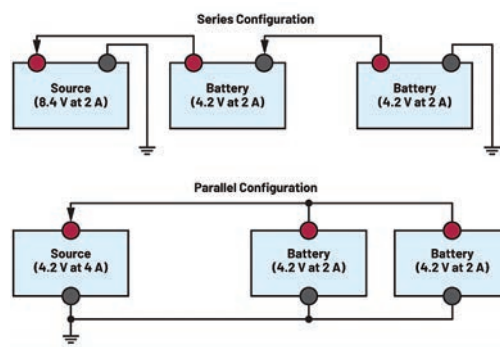 Series Configuration
Source
(8.4 V at 2 A)
Battery
(4.2 V at 2 A)
Battery
(4.2 V at 2 A)
Parallel Configuration
Source
(4.2 V at 4 A)
Battery
(4.2 V at 2 A)
Battery
(4.2 V at 2 A)